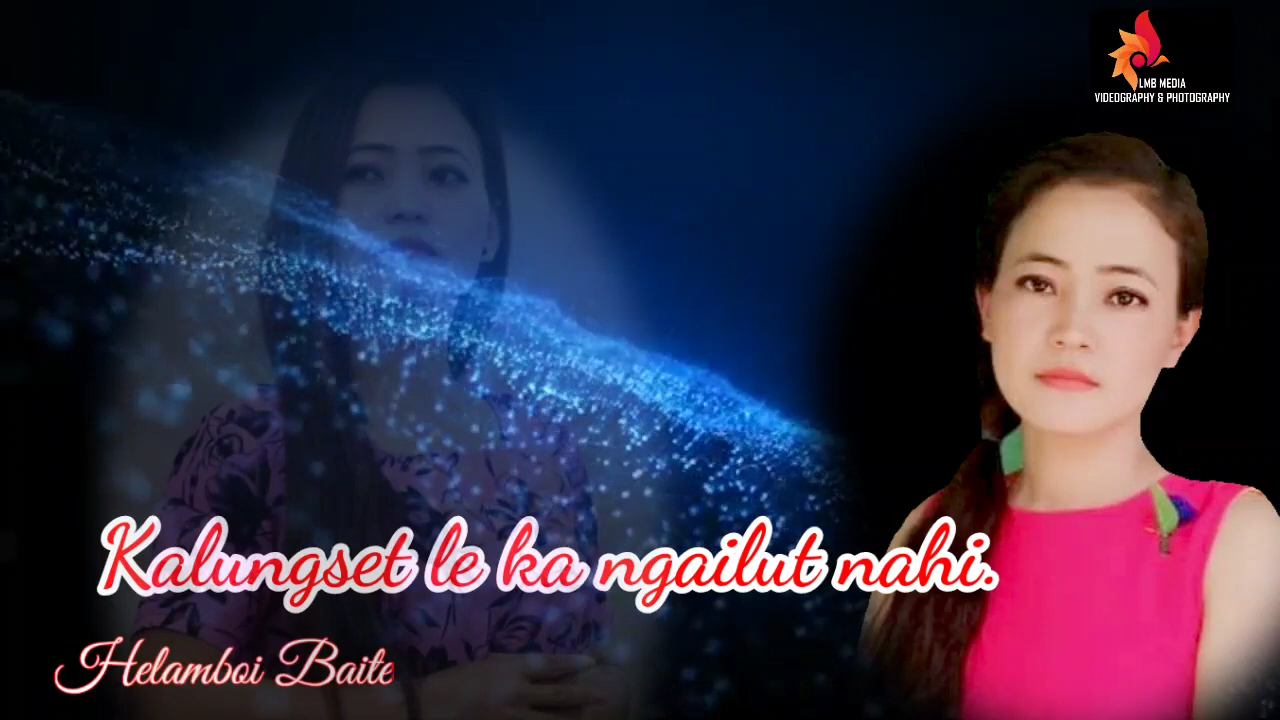 LMB MEDIA
VIDEOGRAPHY & PHOTOGRAPHY
Kalungset le ka ngailut nahi.
Helamboi Baite